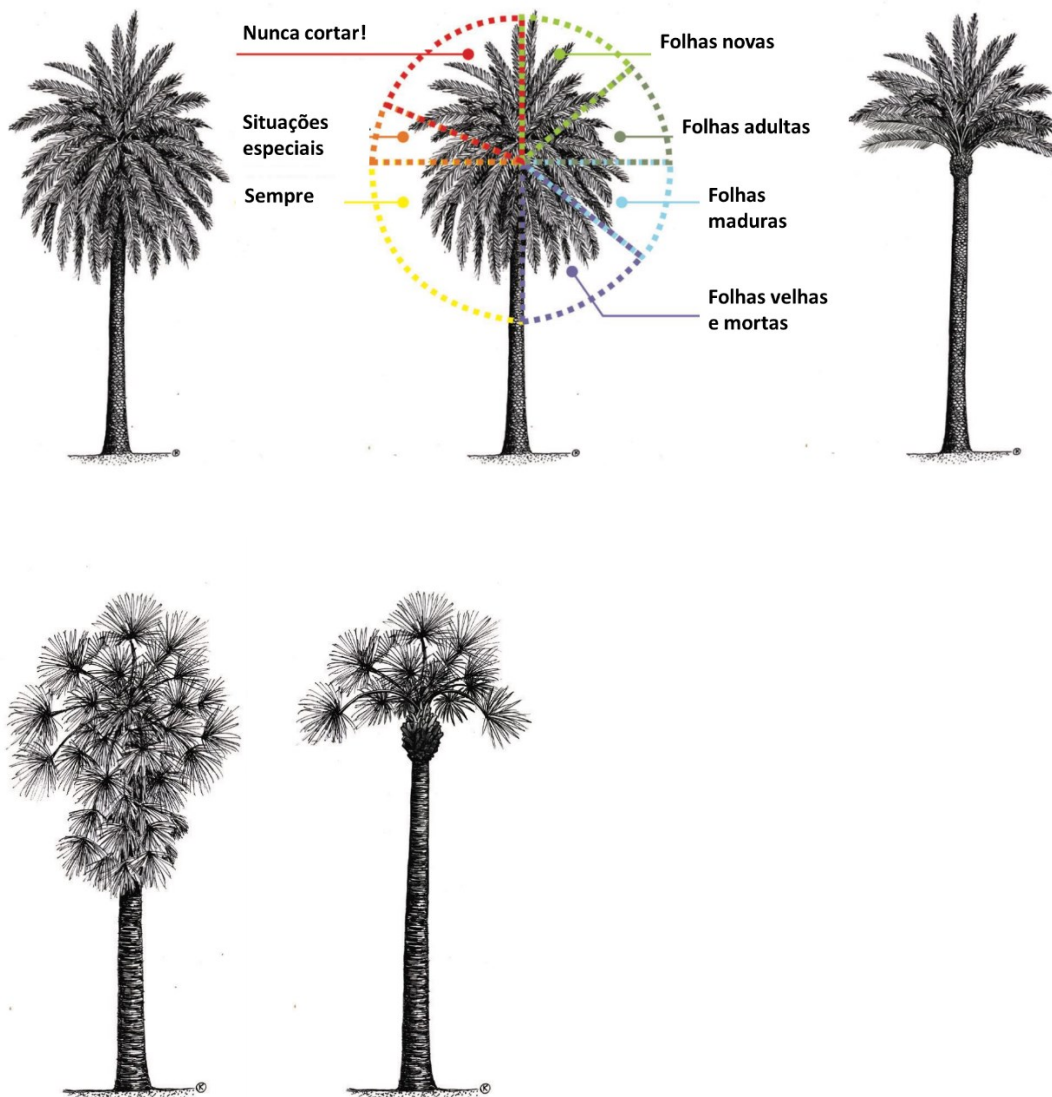 Nunca cortar!
Situações
especiais
Sempre
Folhas novas
Folhas adultas
Folhas
maduras
Folhas velhas
e mortas